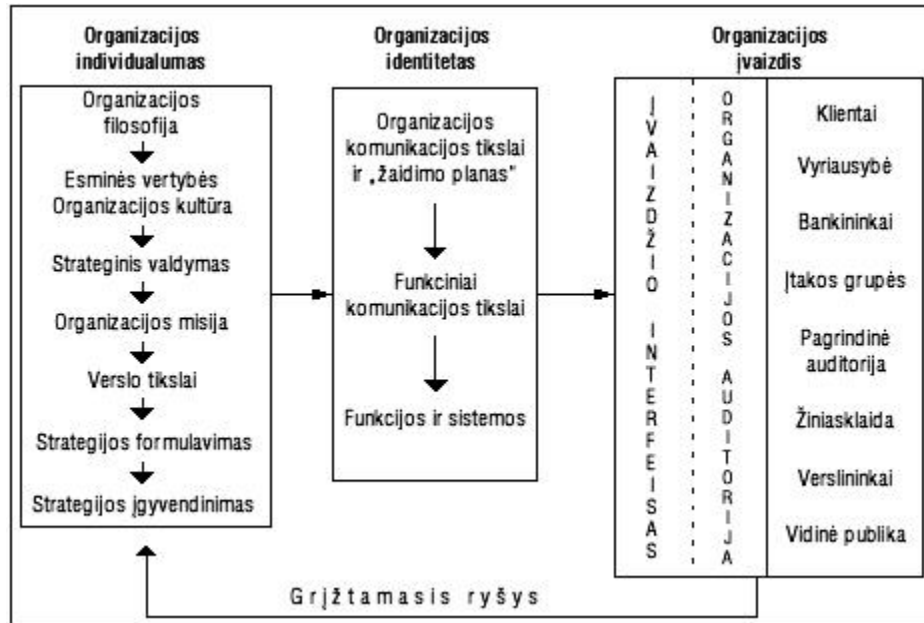 Organizacijos
individualumas
Organizacijos
filosofija
Esminės vertybės
Organizacijos kultūra
Strateginis valdymas
Organizacijos misija
Verslo tikslai
Strategijos formulavimas
Strategijos įgyvendinimas
Organizacijos
identitetas
Organizacijos
komunikacijos tikslai
ir „žaidimo planas"
Funkciniai
komunikacijos tikslai
Funkcijos ir sistemos
Organizacijos
įvaizdis
ĮVAIZDŽIO INTERFEISAS
ORGANIZACIJOS AUDITORIJA
Klientai
Vyriausybė
Bankininkai
Įtakos grupės
Pagrindinė
auditorija
Žiniasklaida
Verslininkai
Vidinė publika
Grįžtamasis ryšys